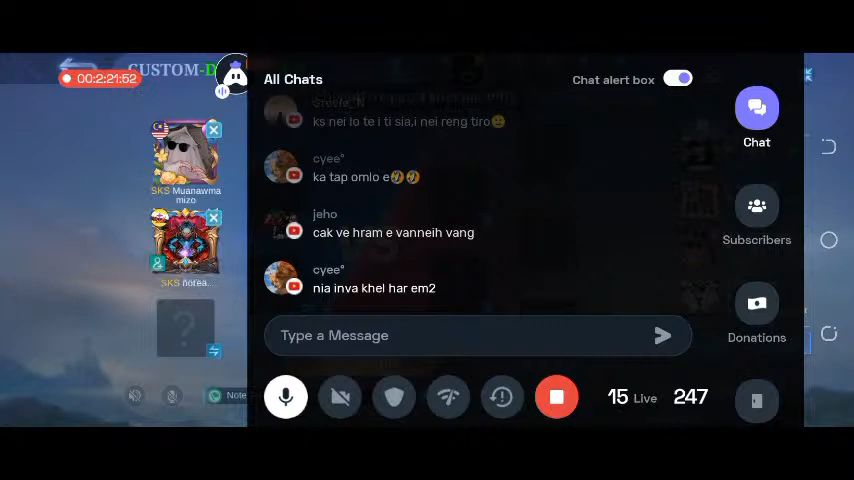 CUSTOM-D
00:2:21:52
All Chats
Chat alert box
ks nei lo te i ti sia,i nei reng tiro😕
cyee°
ka tap omlo e🤣🤣
jeho
cak ve hram e vanneih vang
cyee°
nia inva khel har em2
Type a Message
15 Live 247
Chat
Subscribers
Donations
SKS Muanawma
mizo
SKS ñot'ea...
?
Note